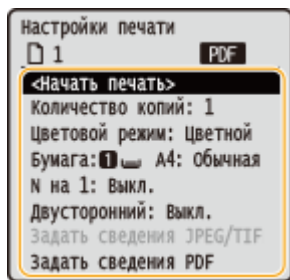 Настройки печати
1 PDF
<Начать печать>
Количество копий: 1
Цветовой режим: Цветной
Бумага: 1 A4: Обычная
N на 1: Выкл.
Двусторонний: Выкл.
Задать сведения JPEG/TIF
Задать сведения PDF